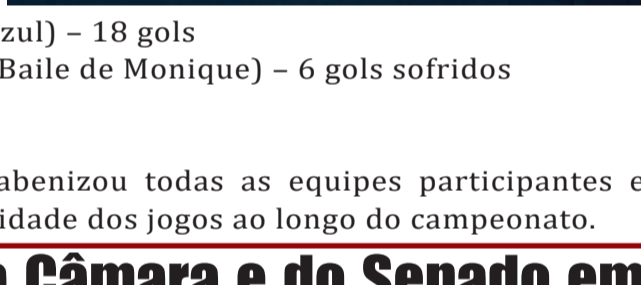 zul) – 18 gols
Baile de Monique) – 6 gols sofridos
abenizou todas as equipes participantes e
idade dos jogos ao longo do campeonato.
Câmara e do Senado em